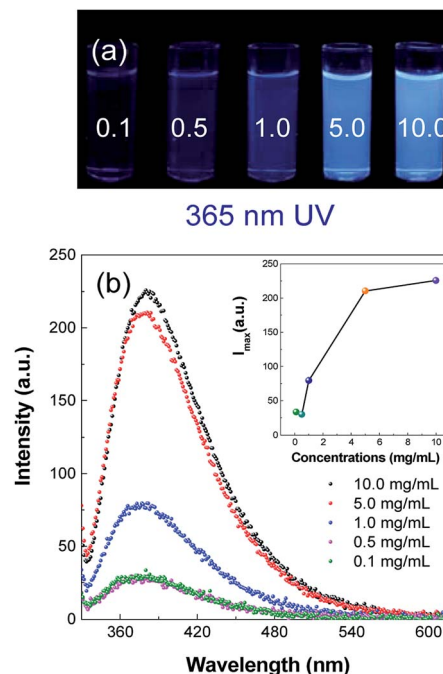 (a)
0.1 0.5 1.0 5.0 10.0
365 nm UV
(b)
250
200
150
100
50
0
Intensity (a.u.)
360 420 480 540 600
Wavelength (nm)
250
200
150
100
50
0
I_max(a.u.)
0 2 4 6 8 10
Concentrations (mg/mL)
10.0 mg/mL
5.0 mg/mL
1.0 mg/mL
0.5 mg/mL
0.1 mg/mL